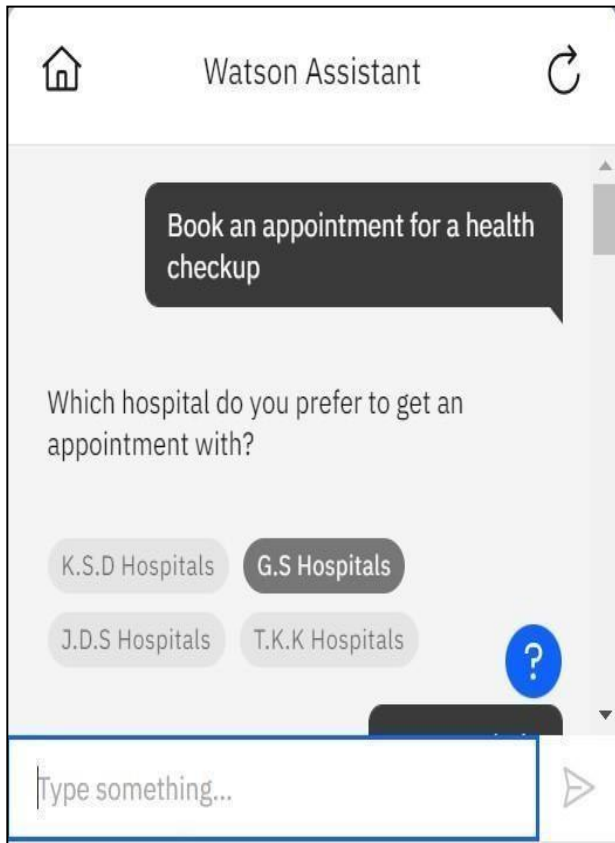 Watson Assistant
Book an appointment for a health
checkup
Which hospital do you prefer to get an
appointment with?
K.S.D Hospitals G.S Hospitals
J.D.S Hospitals T.K.K Hospitals
?
Type something...